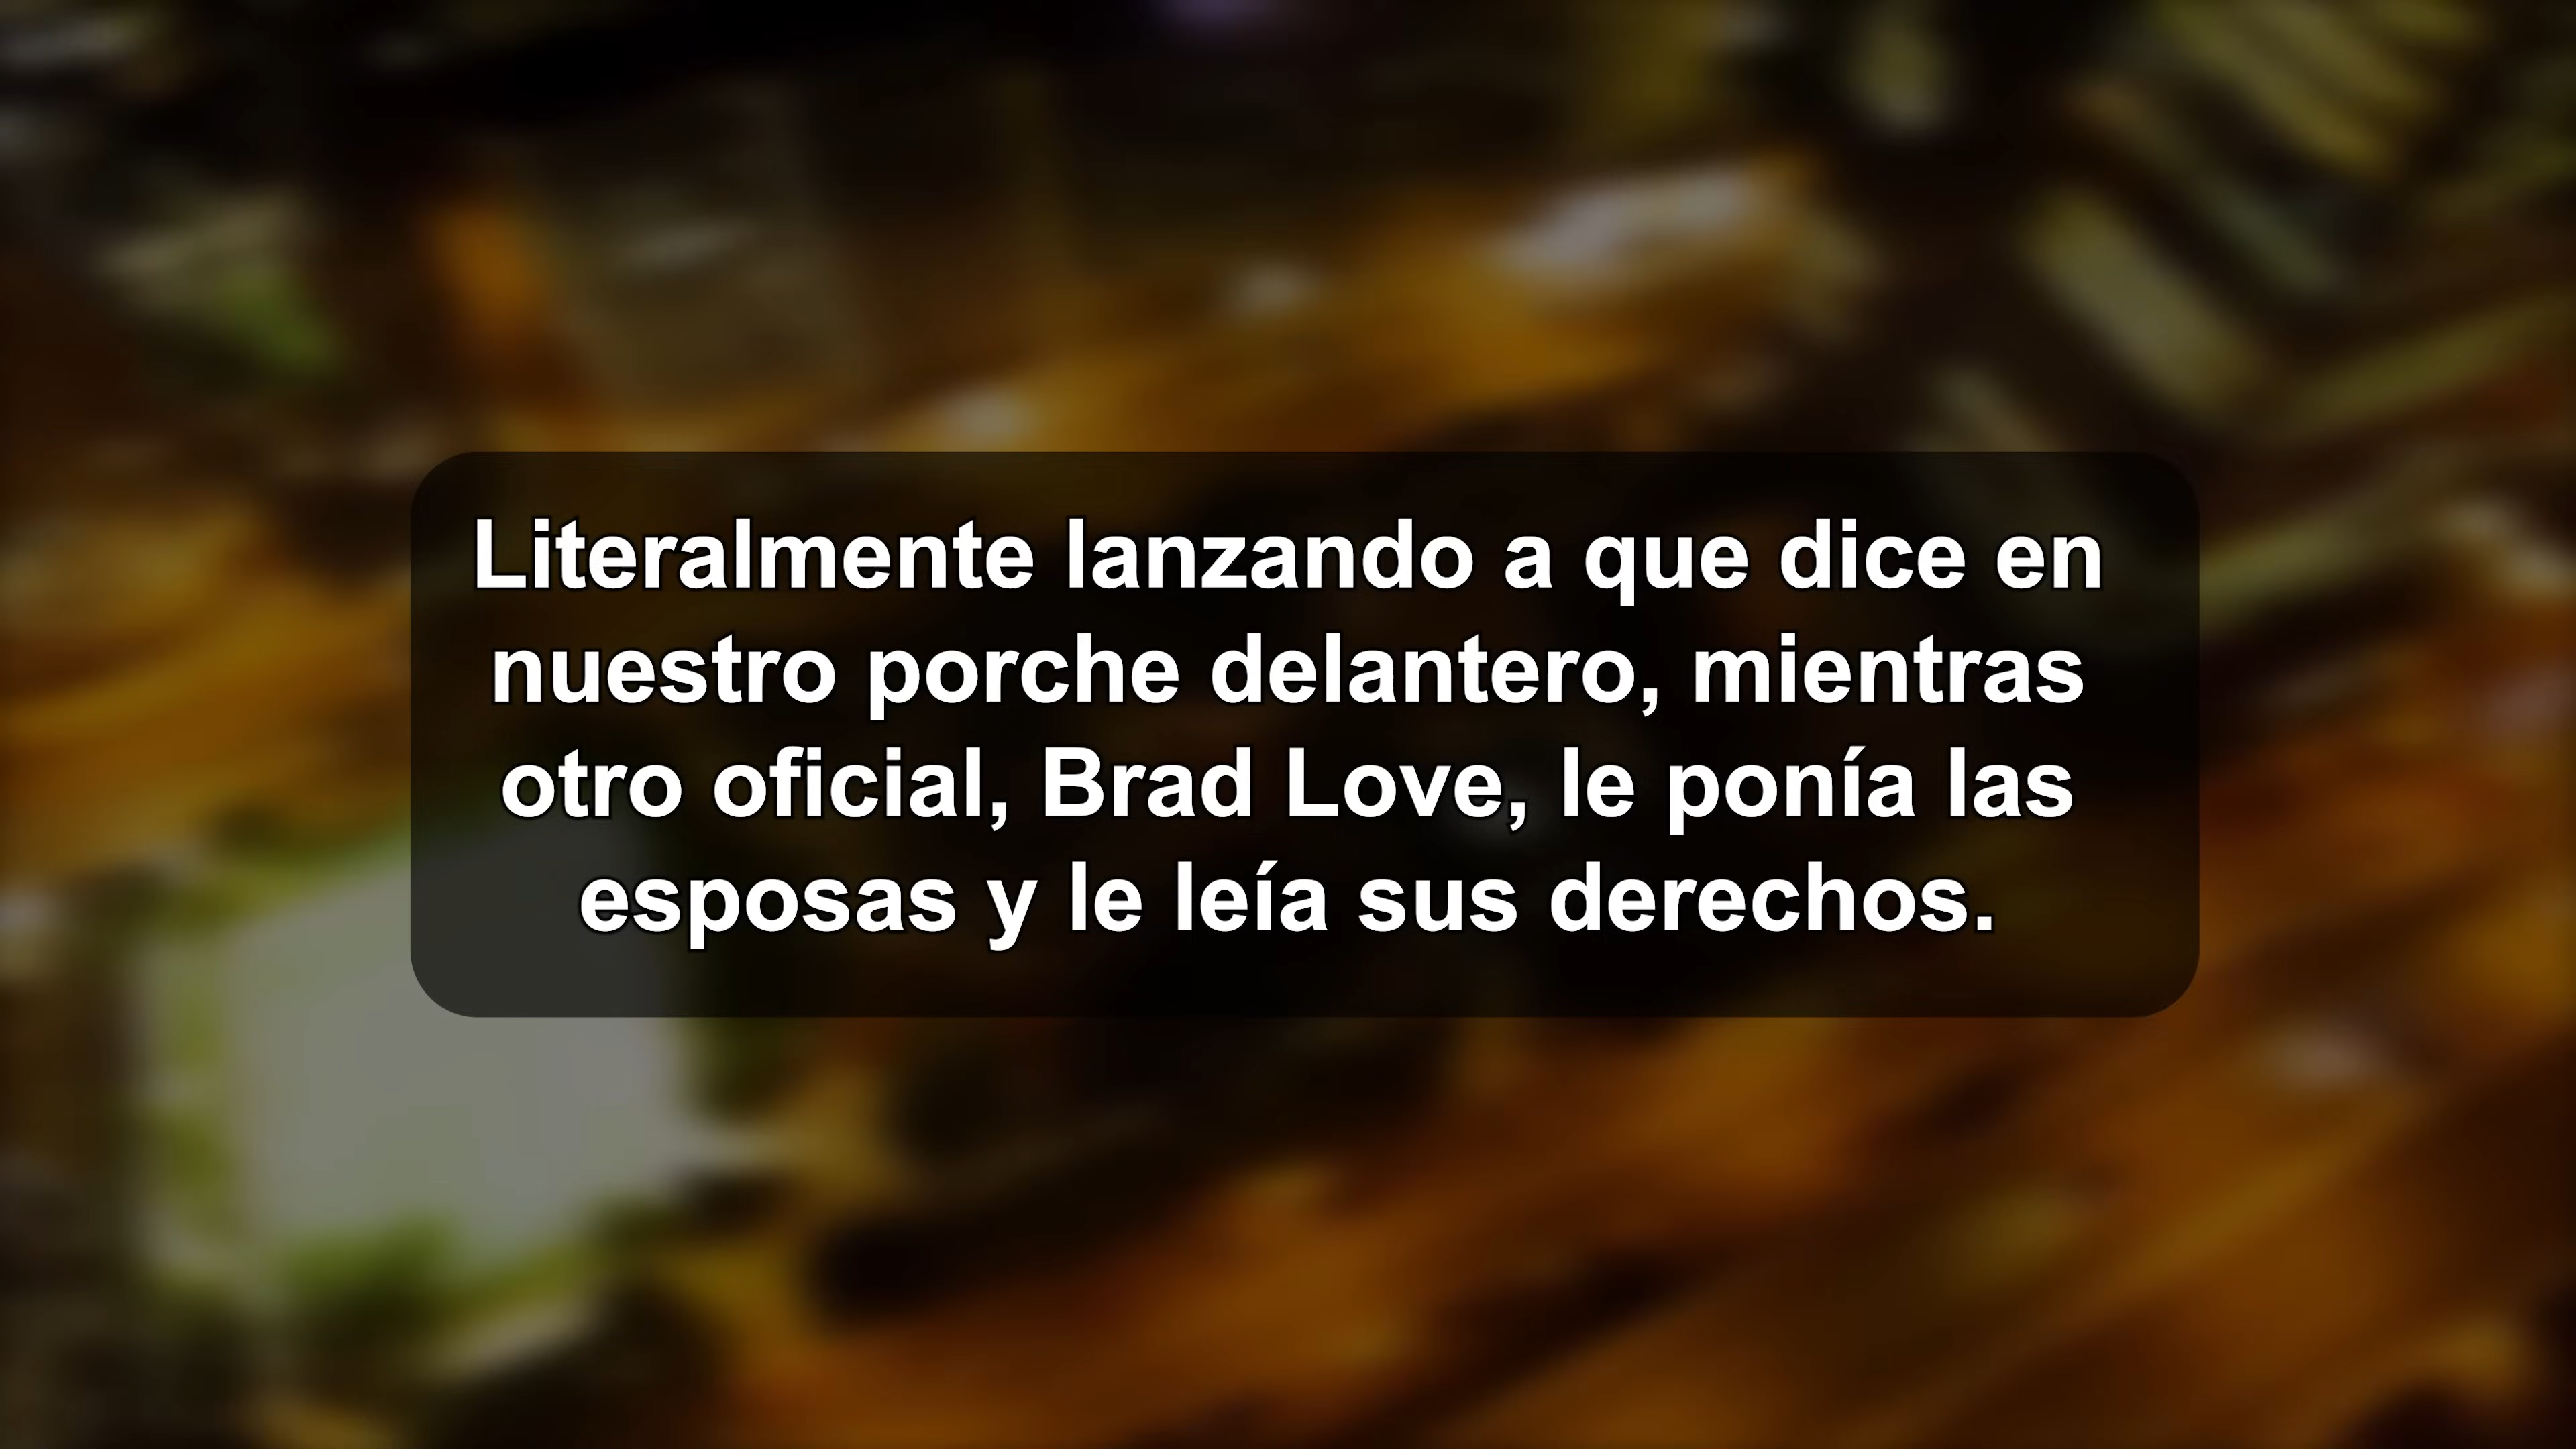 Literalmente lanzando a que dice en
nuestro porche delantero, mientras
otro oficial, Brad Love, le ponía las
esposas y le leía sus derechos.